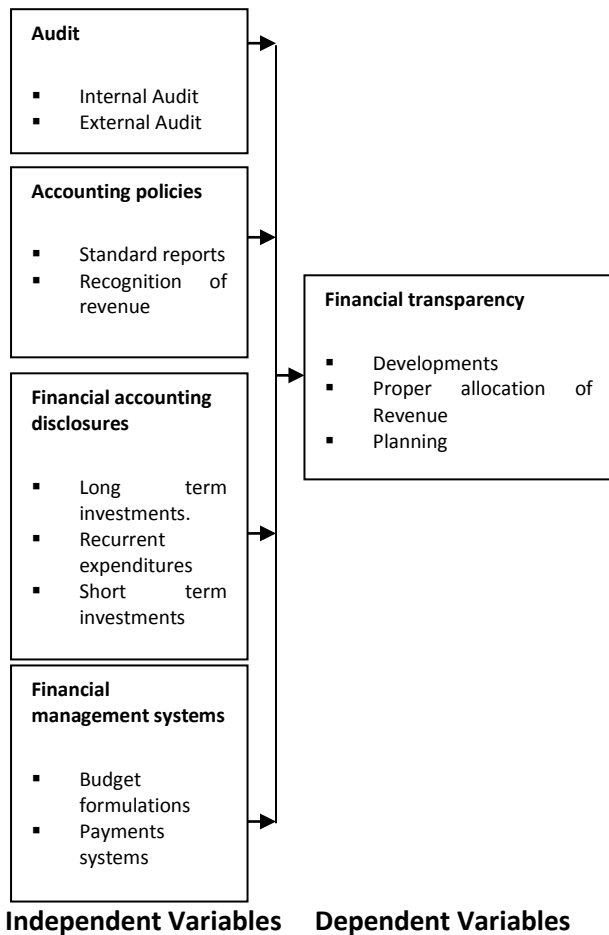 Audit
▪ Internal Audit
▪ External Audit
Accounting policies
▪ Standard reports
▪ Recognition of
revenue
Financial accounting
disclosures
▪ Long term
investments.
▪ Recurrent
expenditures
▪ Short term
investments
Financial
management systems
▪ Budget
formulations
▪ Payments
systems
Financial transparency
▪ Developments
▪ Proper allocation of
Revenue
▪ Planning
Independent Variables
Dependent Variables